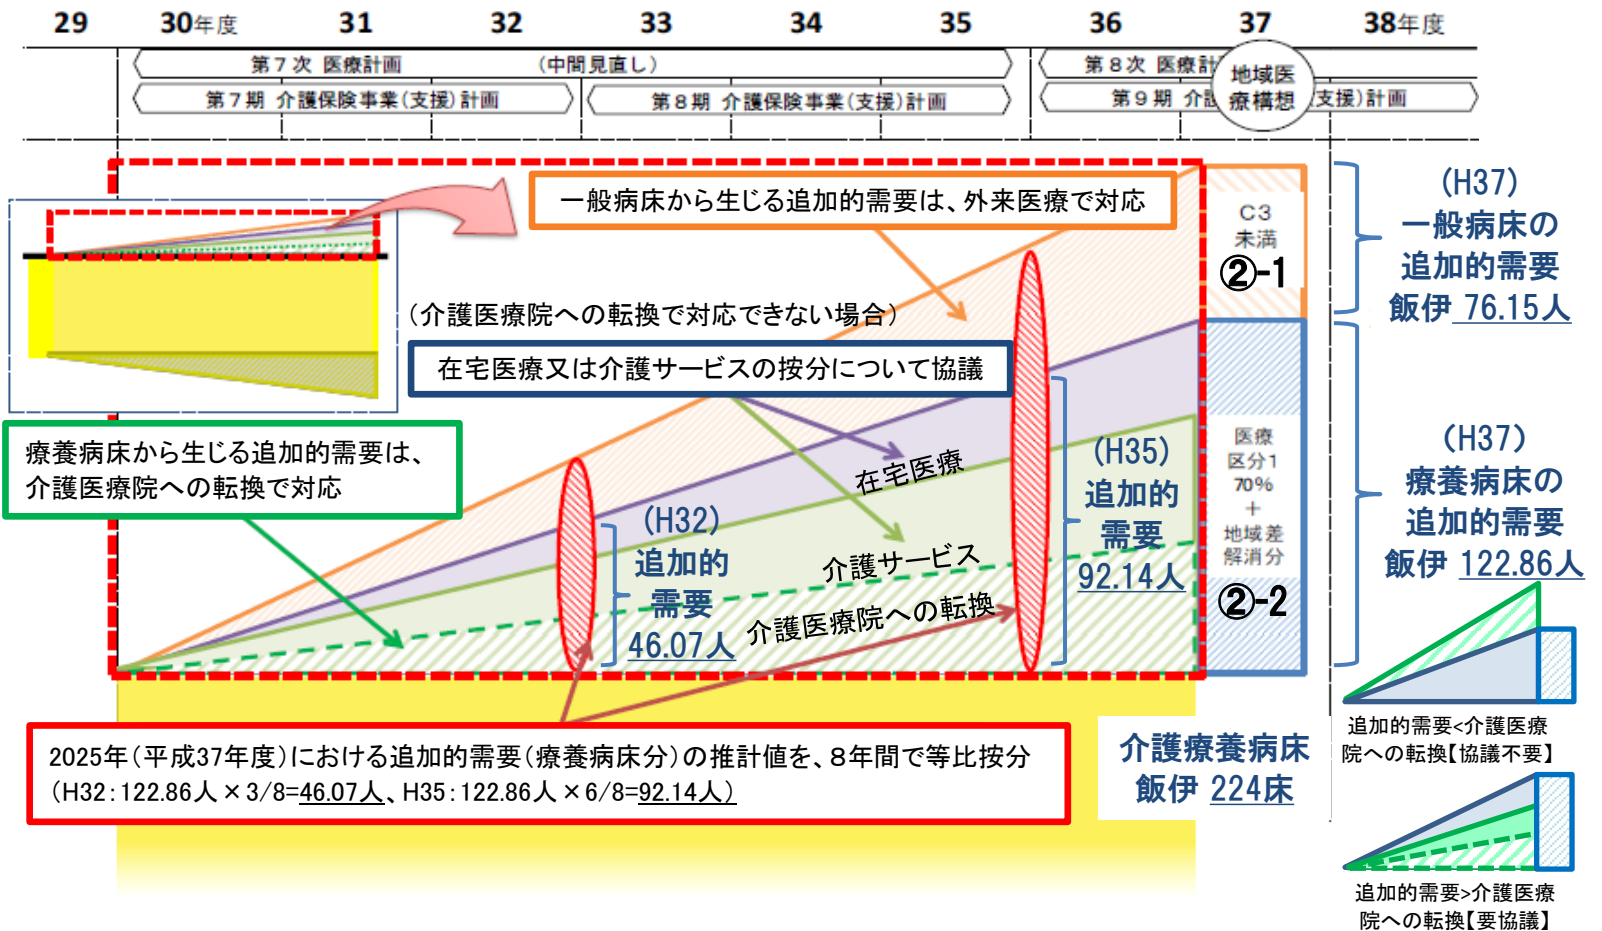 29 30年度 31 32 33 34 35 36 37 38年度
第7次 医療計画 (中間見直し)
第8次 医療計
第7期 介護保険事業(支援)計画
第8期 介護保険事業(支援)計画
第9期 介護
支援)計画
地域医
療構想
一般病床から生じる追加的需要は、外来医療で対応
C3
未満
②-1
(H37)
一般病床の
追加的需要
飯伊 76.15人
(介護医療院への転換で対応できない場合)
在宅医療又は介護サービスの按分について協議
療養病床から生じる追加的需要は、
介護医療院への転換で対応
在宅医療
介護サービス
介護医療院への転換
(H32)
追加的
需要
46.07人
(H35)
追加的
需要
92.14人
医療
区分1
70%
+
地域差
解消分
②-2
(H37)
療養病床の
追加的需要
飯伊 122.86人
2025年(平成37年度)における追加的需要(療養病床分)の推計値を、8年間で等比按分
(H32:122.86人×3/8=46.07人、H35:122.86人×6/8=92.14人)
介護療養病床
飯伊 224床
追加的需要<介護医療
院への転換【協議不要】
追加的需要>介護医療
院への転換【要協議】